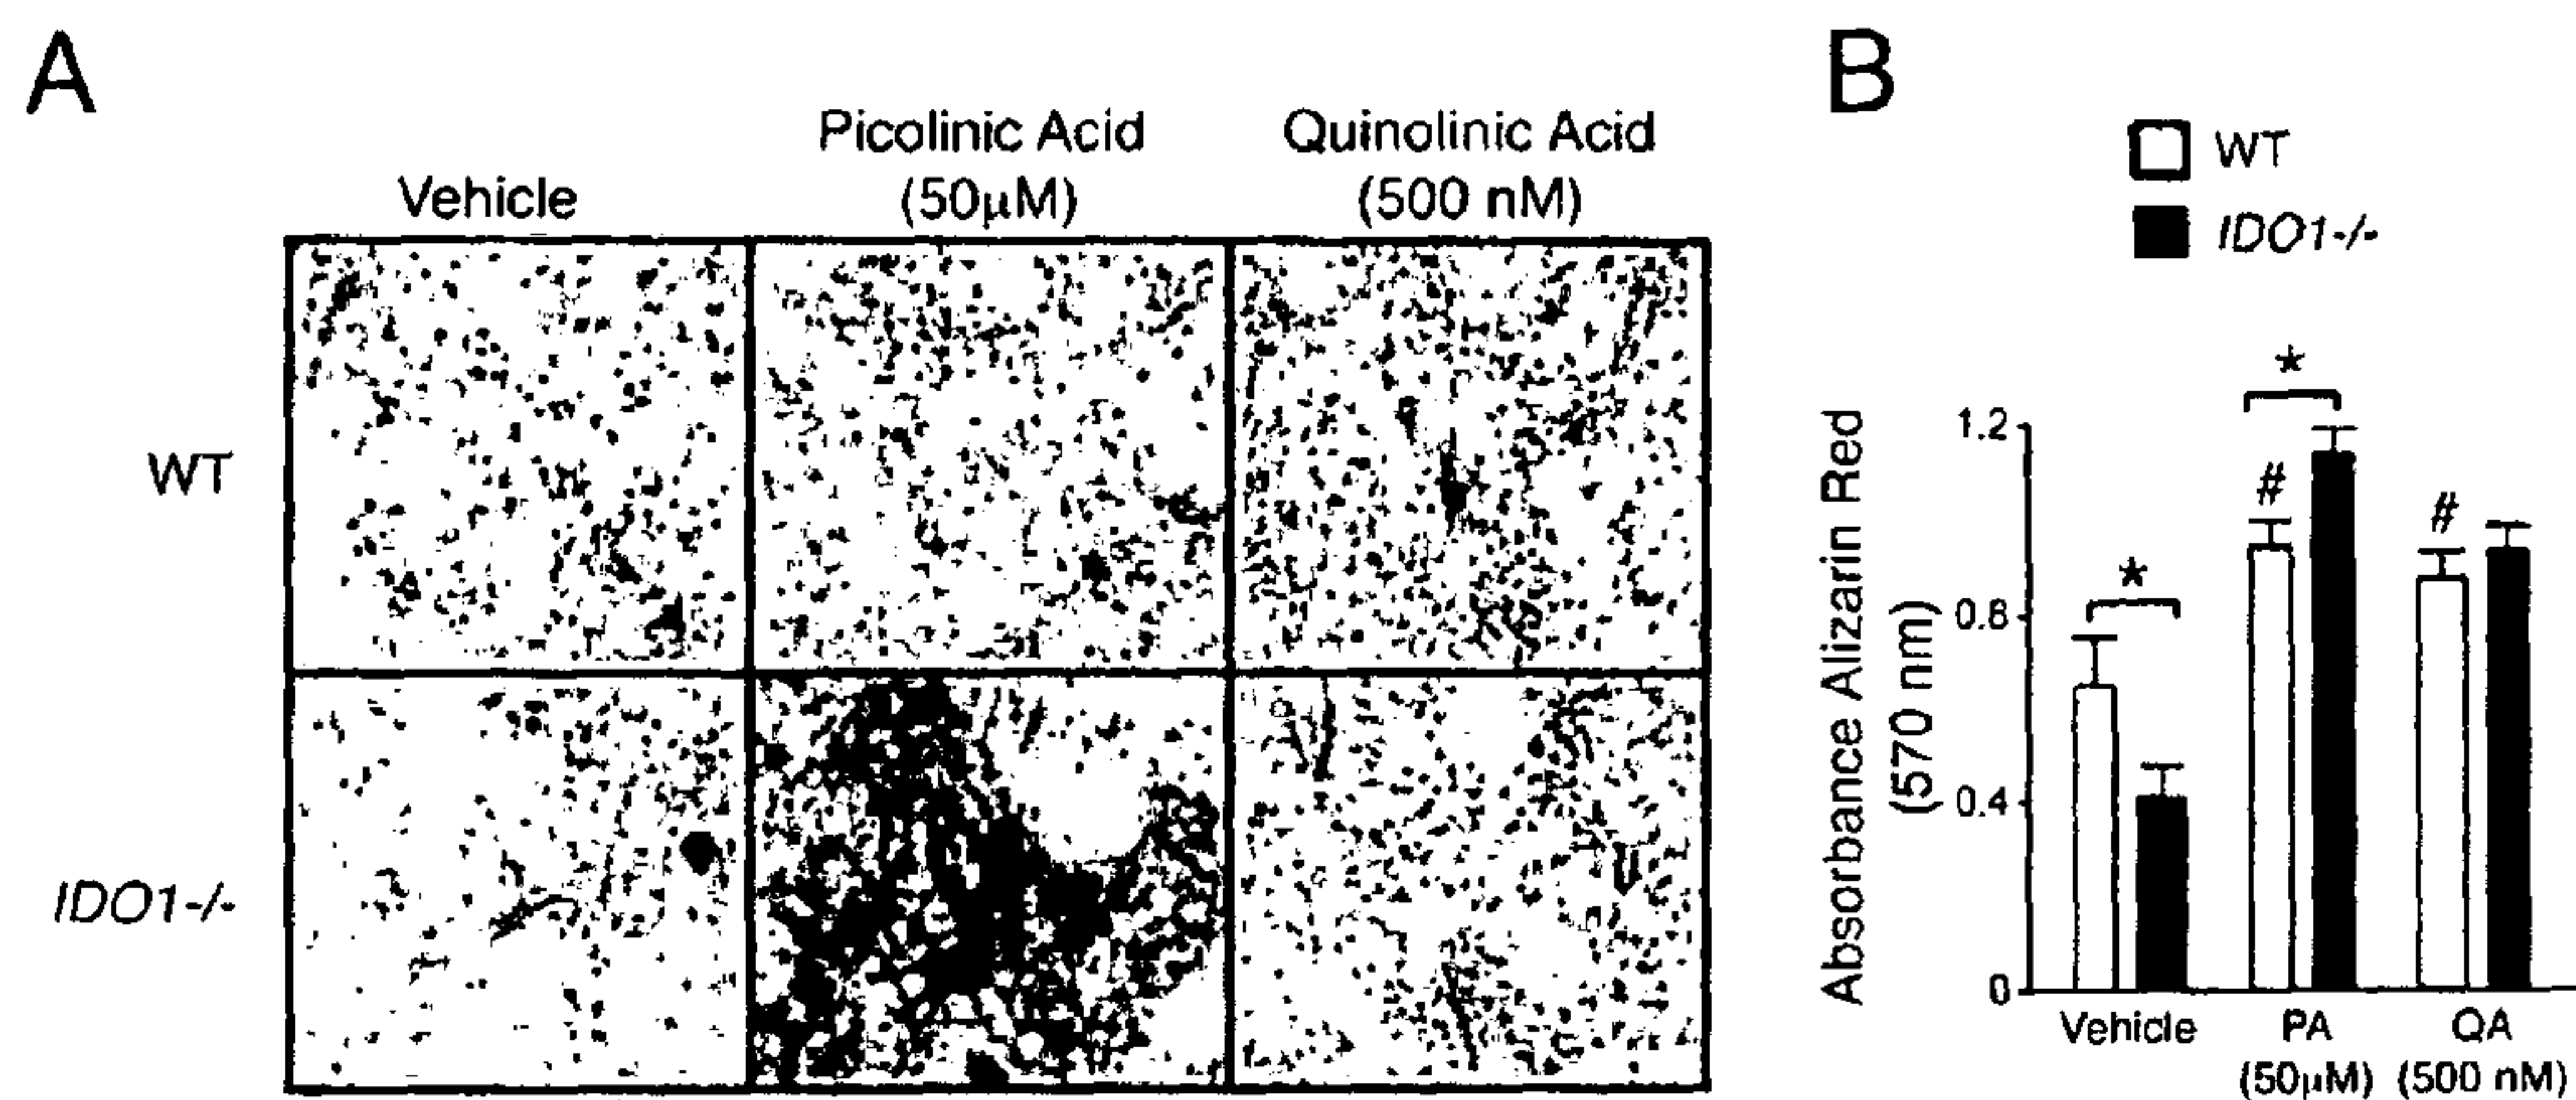 A
Vehicle
Picolinic Acid
(50µM)
Quinolinic Acid
(500 nM)
WT
IDO1-/-
B
WT
IDO1-/-
Absorbance Alizarin Red
(570 nm)
1.2
0.8
0.4
0
*
*
#
#
Vehicle
PA
(50µM)
QA
(500 nM)